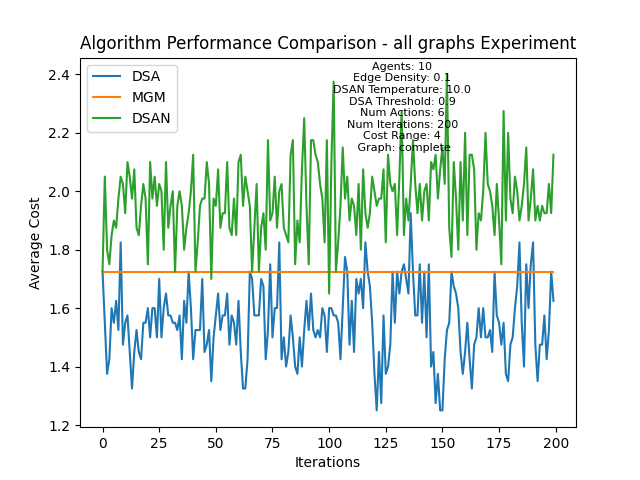 Algorithm Performance Comparison - all graphs Experiment
DSA
MGM
DSAN
Agents: 10
Edge Density: 0.1
DSAN Temperature: 10.0
DSA Threshold: 0.9
Num Actions: 6
Num Iterations: 200
Cost Range: 4
Graph: complete
Average Cost
2.4
2.2
2.0
1.8
1.6
1.4
1.2
0
25
50
75
100
125
150
175
200
Iterations